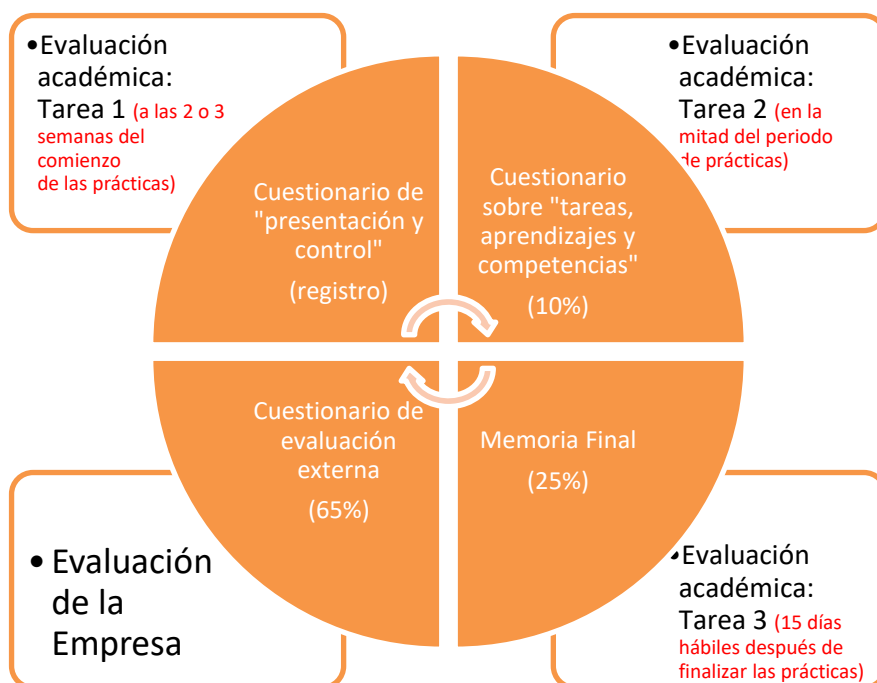 •Evaluación
académica:
Tarea 1 (a las 2 o 3
semanas del
comienzo
de las prácticas)
•Evaluación
académica:
Tarea 2 (en la
mitad del periodo
de prácticas)
Cuestionario de
"presentación y
control"
(registro)
Cuestionario
sobre "tareas,
aprendizajes y
competencias"
(10%)
Cuestionario de
evaluación
externa
(65%)
Memoria Final
(25%)
• Evaluación
de la
Empresa
•Evaluación
académica:
Tarea 3 (15 días
hábiles después de
finalizar las prácticas)